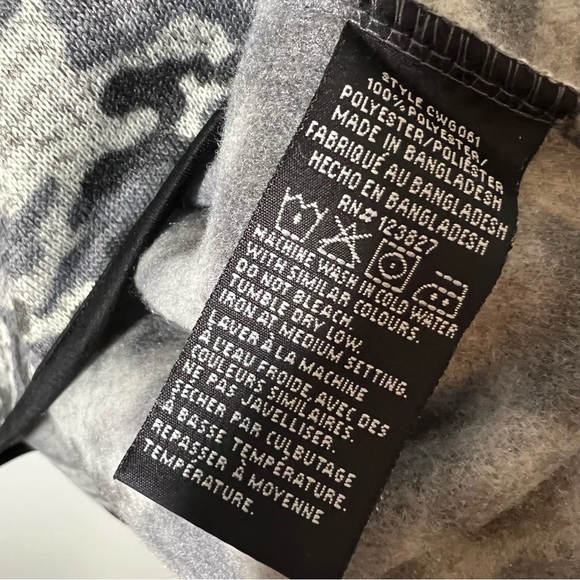 STYLE CWG061
100% POLYESTER/
POLYESTER/POLIÉSTER
MADE IN BANGLADESH
FABRIQUÉ AU BANGLADESH
HECHO EN BANGLADESH
RN# 123827
MACHINE WASH IN COLD WATER
WITH SIMILAR COLOURS.
DO NOT BLEACH.
TUMBLE DRY LOW.
IRON AT MEDIUM SETTING.
LAVER À LA MACHINE
À L'EAU FROIDE AVEC DES
COULEURS SIMILAIRES.
NE PAS JAVELLISER.
SÉCHER PAR CULBUTAGE
À BASSE TEMPÉRATURE.
REPASSER À MOYENNE
TEMPÉRATURE.